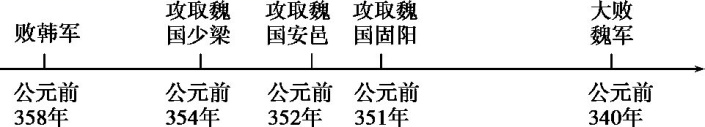 败韩军
攻取魏
国少梁
攻取魏
国安邑
攻取魏
国固阳
大败
魏军
公元前
358年
公元前
354年
公元前
352年
公元前
351年
公元前
340年